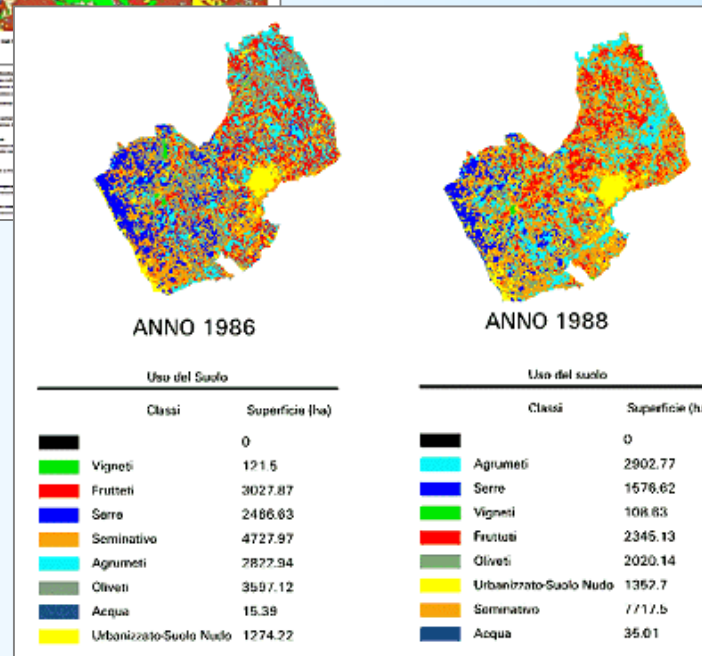 ANNO 1986
Uso del Suolo
Classi Superficie (ha)
0
Vigneti 121.5
Frutteti 3027.87
Serre 2486.63
Seminativo 4727.97
Agrumeti 2822.94
Oliveti 3597.12
Acqua 15.39
Urbanizzato-Suolo Nudo 1274.22
ANNO 1988
Uso del suolo
Classi Superficie (h
0
Agrumeti 2902.77
Serre 1576.62
Vigneti 108.63
Frutteti 2345.13
Oliveti 2020.14
Urbanizzato-Suolo Nudo 1352.7
Seminativo 7717.5
Acqua 35.01